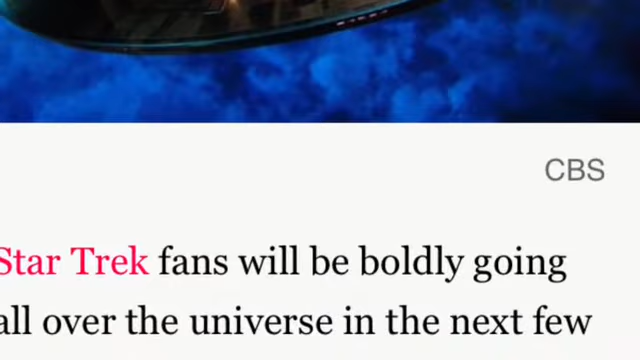 CBS
Star Trek fans will be boldly going
all over the universe in the next few